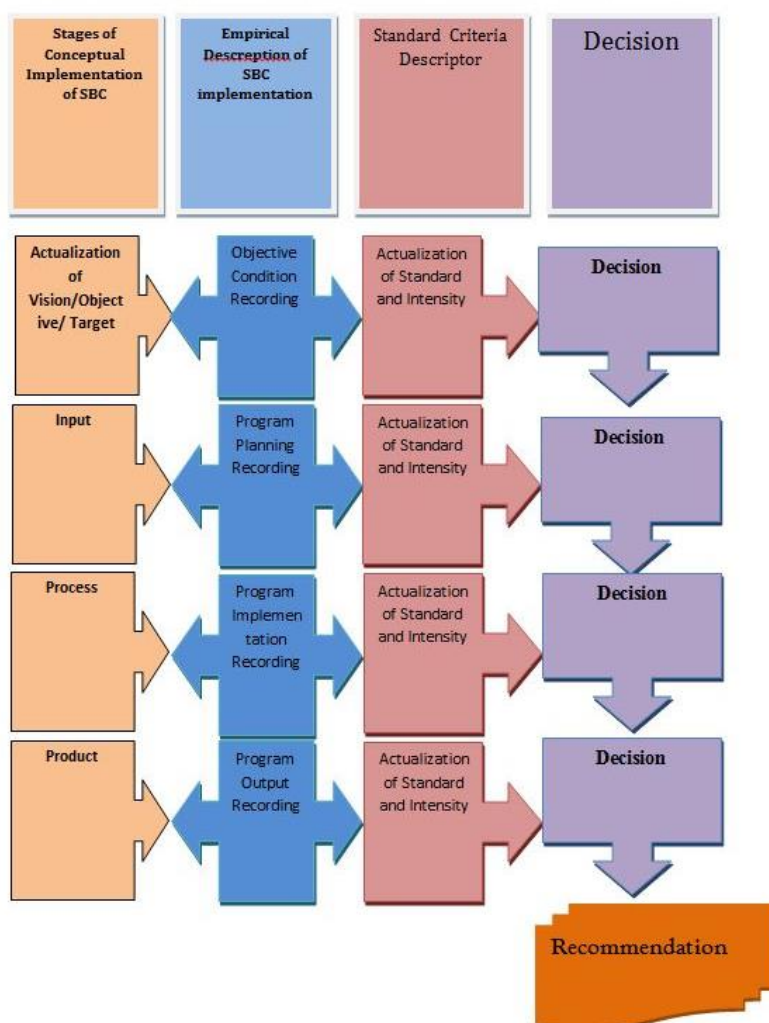 Stages of
Conceptual
Implementation
of SBC
Empirical
Descreption of
SBC
implementation
Standard Criteria
Descriptor
Decision
Actualization
of
Vision/Object
ive/ Target
Objective
Condition
Recording
Actualization
of Standard
and Intensity
Decision
Input
Program
Planning
Recording
Actualization
of Standard
and Intensity
Decision
Process
Program
Implemen
tation
Recording
Actualization
of Standard
and Intensity
Decision
Product
Program
Output
Recording
Actualization
of Standard
and Intensity
Decision
Recommendation